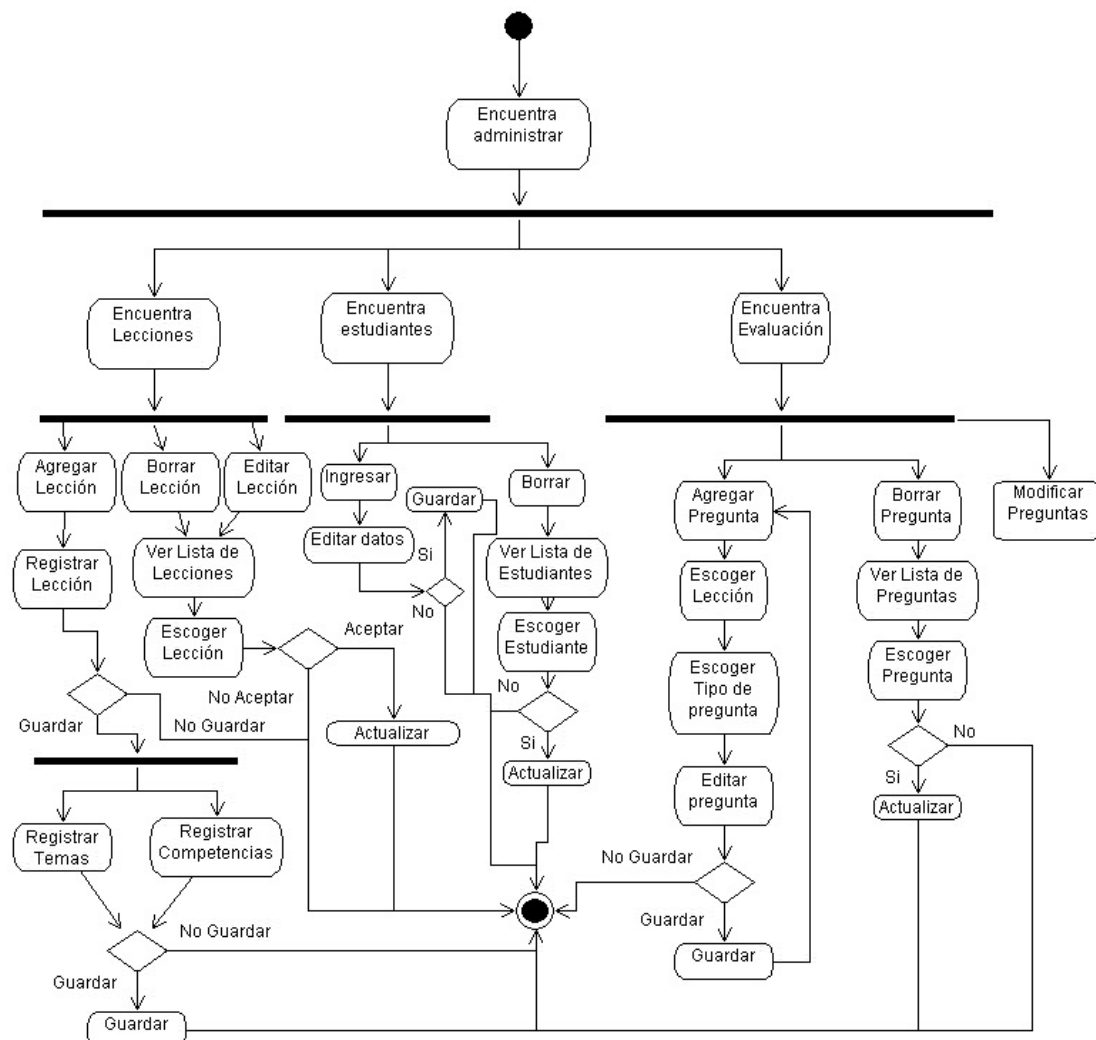 Encuentra
administrar
Encuentra
Lecciones
Encuentra
estudiantes
Encuentra
Evaluación
Agregar
Lección
Borrar
Lección
Editar
Lección
Ingresar
Guardar
Borrar
Agregar
Pregunta
Borrar
Pregunta
Modificar
Preguntas
Registrar
Lección
Ver Lista de
Lecciones
Editar datos
Si
No
Ver Lista de
Estudiantes
Escoger
Lección
Ver Lista de
Preguntas
Escoger
Lección
Aceptar
No Aceptar
Escoger
Estudiante
No
Si
Escoger
Tipo de
pregunta
Escoger
Pregunta
No
Si
Guardar
No Guardar
Actualizar
Actualizar
Editar
pregunta
Actualizar
Registrar
Temas
Registrar
Competencias
No Guardar
Guardar
Guardar
No Guardar
Guardar
Guardar